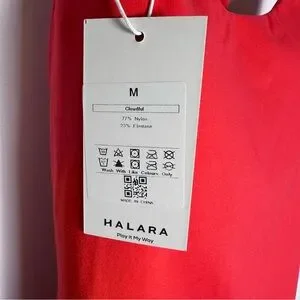 M
Cloudful
77% Nylon
23% Elastane
Wash With Like Colours Only
MADE IN CHINA
HALARA
Play It My Way